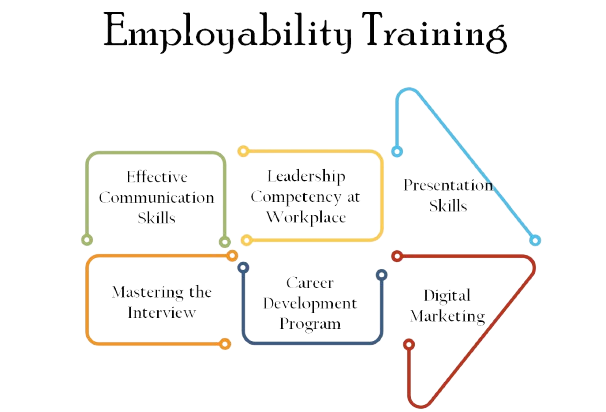 Employability Training
Effective
Communication
Skills
Leadership
Competency at
Workplace
Presentation
Skills
Mastering the
Interview
Career
Development
Program
Digital
Marketing